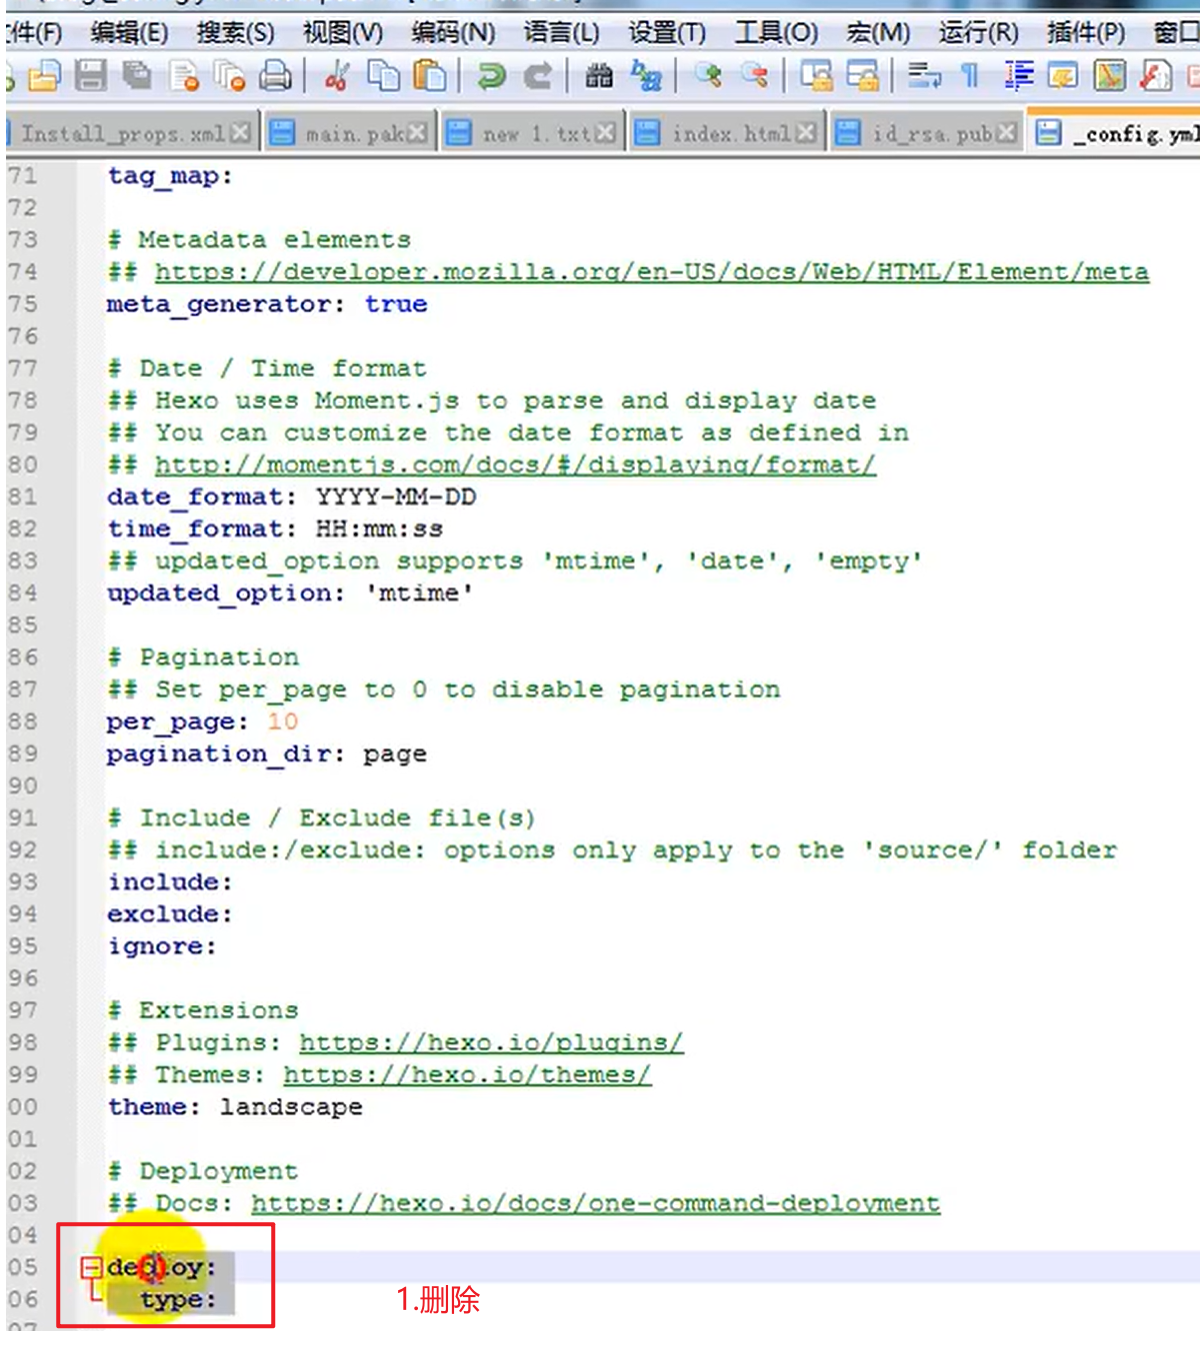 件(F) 编辑(E) 搜索(S) 视图(V) 编码(N) 语言(L) 设置(T) 工具(O) 宏(M) 运行(R) 插件(P) 窗口
Install_props.xml main.pak new 1.txt index.html id_rsa.pub _config.yml
71 tag_map:
72
73 # Metadata elements
74 ## https://developer.mozilla.org/en-US/docs/Web/HTML/Element/meta
75 meta_generator: true
76
77 # Date / Time format
78 ## Hexo uses Moment.js to parse and display date
79 ## You can customize the date format as defined in
80 ## http://momentjs.com/docs/#/displaying/format/
81 date_format: YYYY-MM-DD
82 time_format: HH:mm:ss
83 ## updated_option supports 'mtime', 'date', 'empty'
84 updated_option: 'mtime'
85
86 # Pagination
87 ## Set per_page to 0 to disable pagination
88 per_page: 10
89 pagination_dir: page
90
91 # Include / Exclude file(s)
92 ## include:/exclude: options only apply to the 'source/' folder
93 include:
94 exclude:
95 ignore:
96
97 # Extensions
98 ## Plugins: https://hexo.io/plugins/
99 ## Themes: https://hexo.io/themes/
00 theme: landscape
01
02 # Deployment
03 ## Docs: https://hexo.io/docs/one-command-deployment
04
05 deploy:
06 type:
1.删除